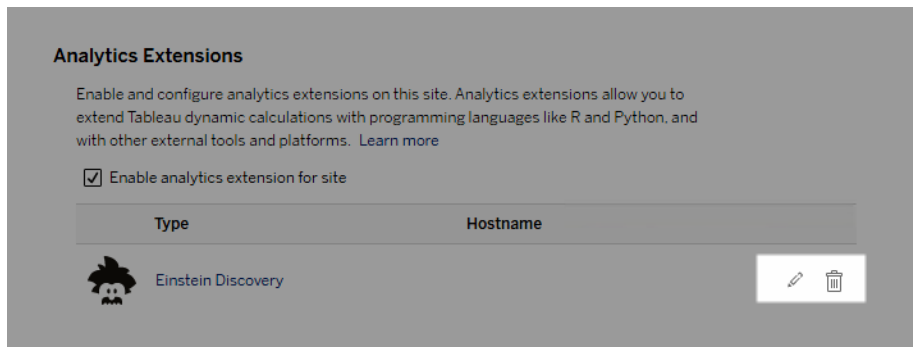 Analytics Extensions
Enable and configure analytics extensions on this site. Analytics extensions allow you to
extend Tableau dynamic calculations with programming languages like R and Python, and
with other external tools and platforms. Learn more
Enable analytics extension for site
Type Hostname
Einstein Discovery